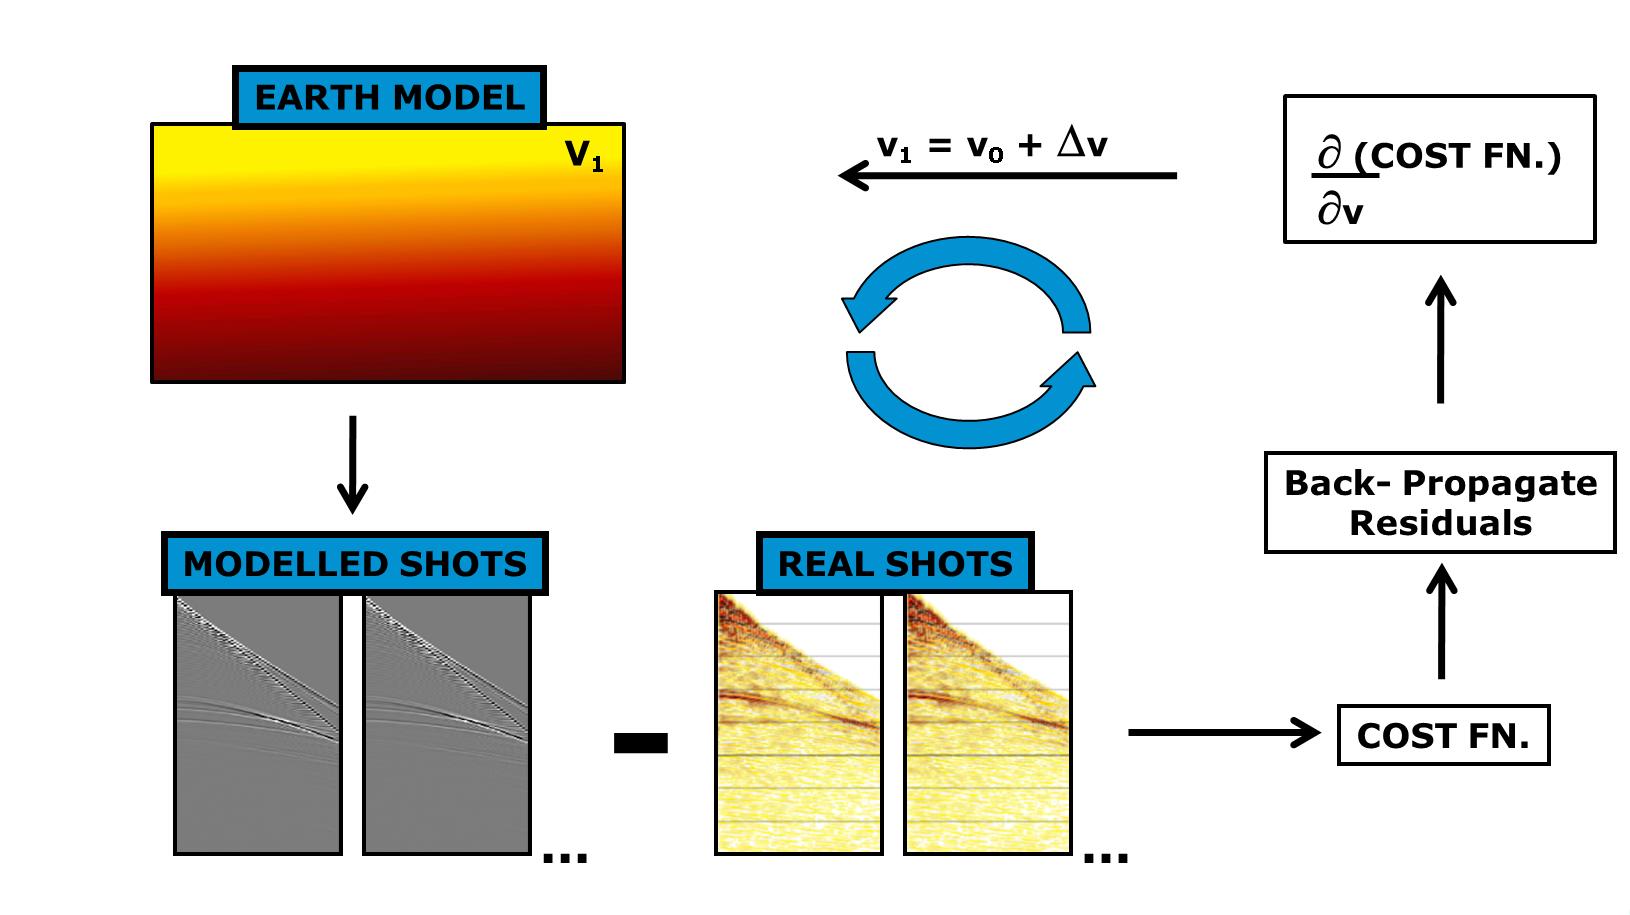 EARTH MODEL
V₁
v₁ = v₀ + Δv
∂ (COST FN.)
∂v
Back- Propagate
Residuals
MODELLED SHOTS
REAL SHOTS
COST FN.
...
...